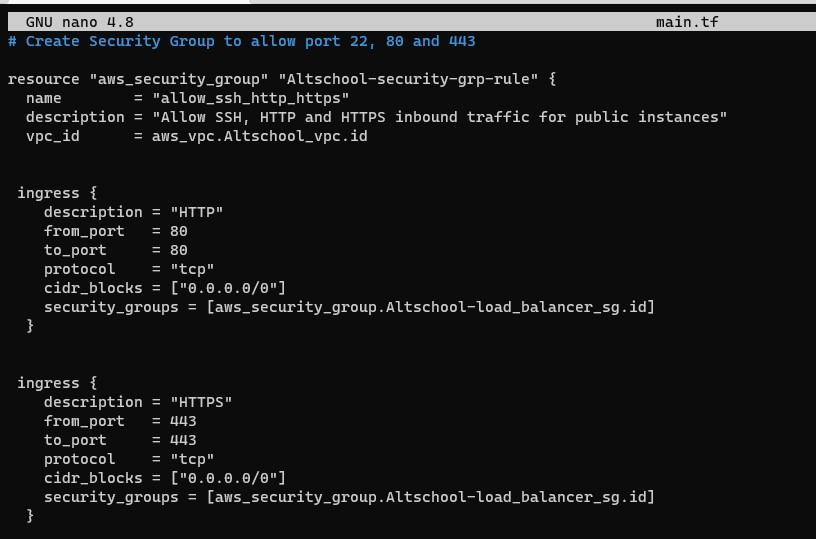 GNU nano 4.8 main.tf
# Create Security Group to allow port 22, 80 and 443
resource "aws_security_group" "Altschool-security-grp-rule" {
name = "allow_ssh_http_https"
description = "Allow SSH, HTTP and HTTPS inbound traffic for public instances"
vpc_id = aws_vpc.Altschool_vpc.id
ingress {
description = "HTTP"
from_port = 80
to_port = 80
protocol = "tcp"
cidr_blocks = ["0.0.0.0/0"]
security_groups = [aws_security_group.Altschool-load_balancer_sg.id]
}
ingress {
description = "HTTPS"
from_port = 443
to_port = 443
protocol = "tcp"
cidr_blocks = ["0.0.0.0/0"]
security_groups = [aws_security_group.Altschool-load_balancer_sg.id]
}